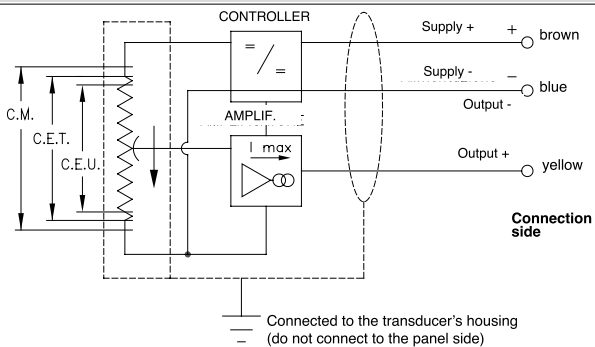 CONTROLLER
Supply + + brown
= / =
Supply - − blue
Output -
C.M.
C.E.T.
C.E.U.
AMPLIF.
I max
Output + yellow
Connection
side
Connected to the transducer's housing
(do not connect to the panel side)